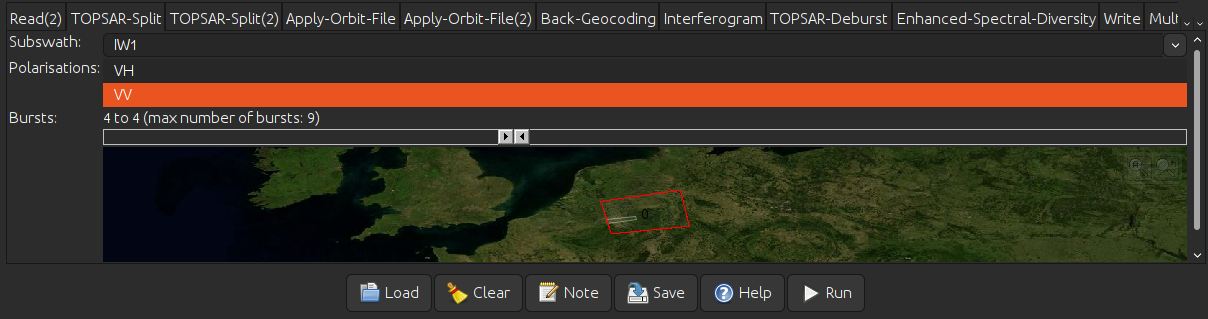 Read(2) TOPSAR-Split TOPSAR-Split(2) Apply-Orbit-File Apply-Orbit-File(2) Back-Geocoding Interferogram TOPSAR-Deburst Enhanced-Spectral-Diversity Write Mult
Subswath: IW1
Polarisations: VH
VV
Bursts: 4 to 4 (max number of bursts: 9)
0
Load Clear Note Save Help Run